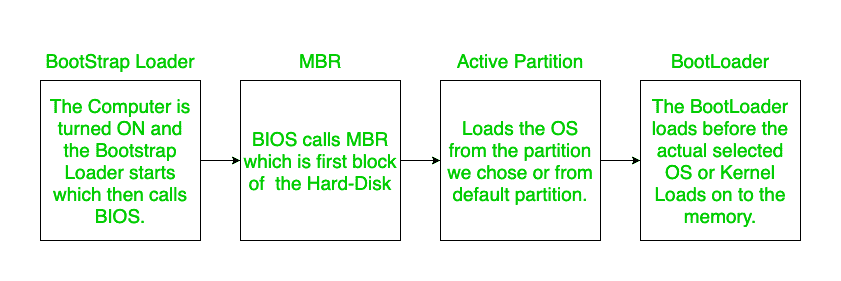 BootStrap Loader
The Computer is
turned ON and
the Bootstrap
Loader starts
which then calls
BIOS.
MBR
BIOS calls MBR
which is first block
of the Hard-Disk
Active Partition
Loads the OS
from the partition
we chose or from
default partition.
BootLoader
The BootLoader
loads before the
actual selected
OS or Kernel
Loads on to the
memory.